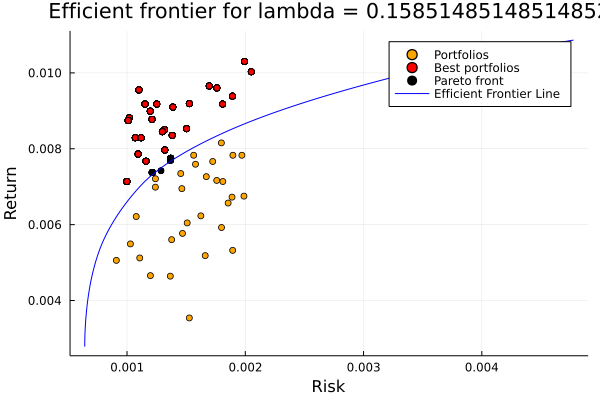 Efficient frontier for lambda = 0.15851485148514852
Portfolios
Best portfolios
Pareto front
Efficient Frontier Line
Return
0.010
0.008
0.006
0.004
0.001
0.002
0.003
0.004
Risk